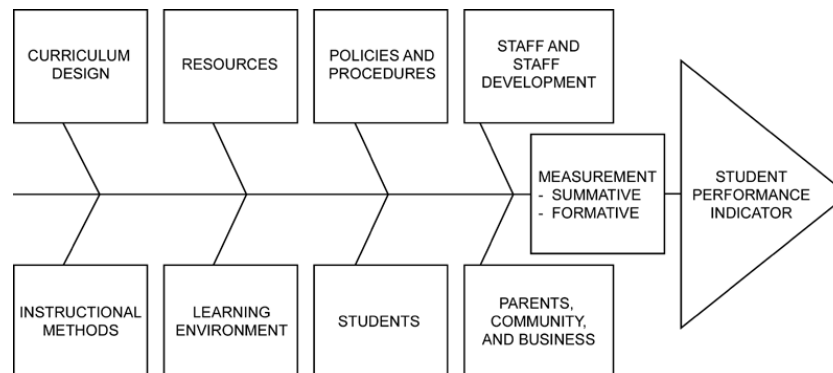 CURRICULUM
DESIGN
RESOURCES
POLICIES AND
PROCEDURES
STAFF AND
STAFF
DEVELOPMENT
MEASUREMENT
- SUMMATIVE
- FORMATIVE
STUDENT
PERFORMANCE
INDICATOR
INSTRUCTIONAL
METHODS
LEARNING
ENVIRONMENT
STUDENTS
PARENTS,
COMMUNITY,
AND BUSINESS